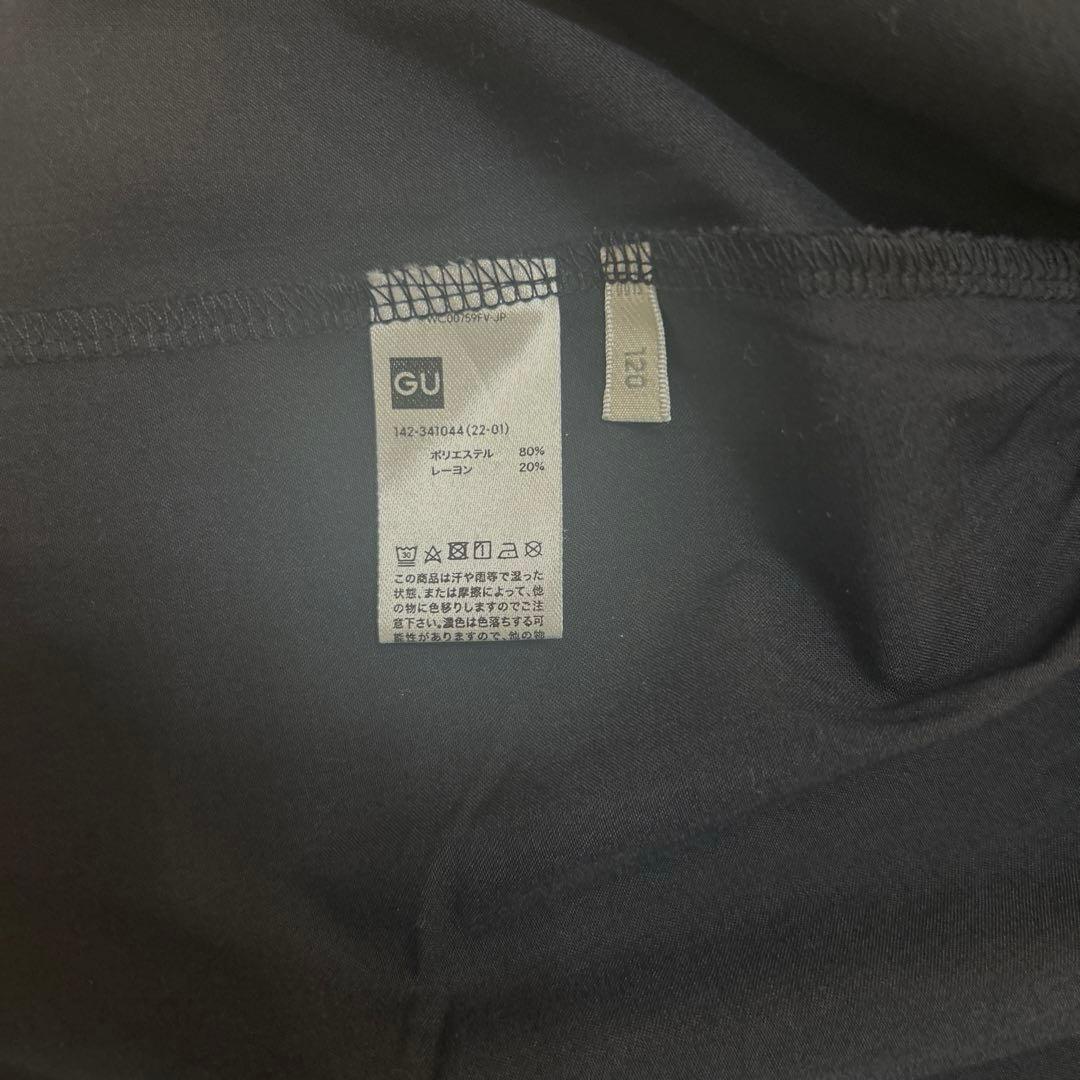 WC00759FV-JP
GU
142-341044 (22-01)
ポリエステル 80%
レーヨン 20%
30
この商品は汗や雨等で湿った
状態、または摩擦によって、他
の物に色移りしますのでご注
意下さい。濃色は色落ちする可
能性がありますので、他の物
120